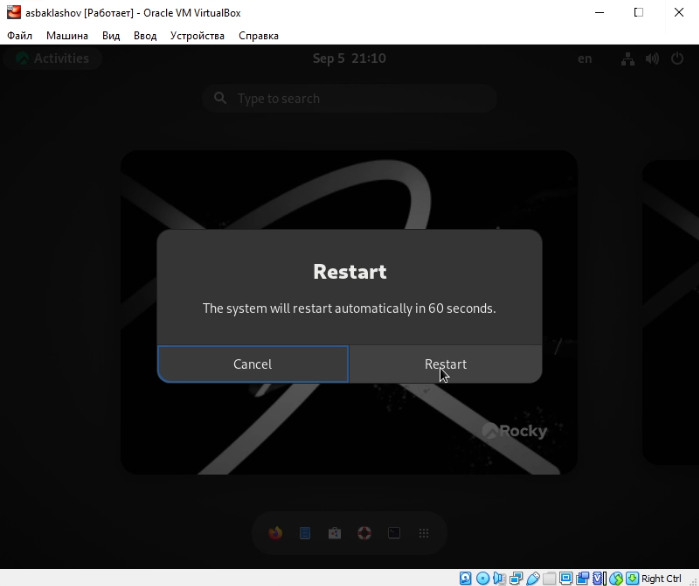 asbaklashov [Работает] - Oracle VM VirtualBox
Файл Машина Вид Ввод Устройства Справка
Activities Sep 5 21:10 en
Type to search
Restart
The system will restart automatically in 60 seconds.
Cancel Restart
Rocky
Right Ctrl